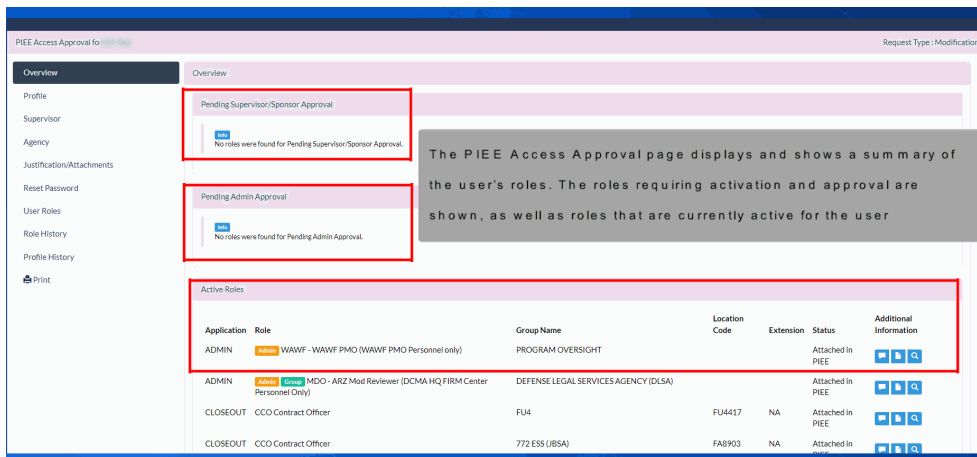 PIEE Access Approval fo
Request Type : Modification
Overview
Profile
Supervisor
Agency
Justification/Attachments
Reset Password
User Roles
Role History
Profile History
Print
Overview
Pending Supervisor/Sponsor Approval
Info
No roles were found for Pending Supervisor/Sponsor Approval.
The PIEE Access Approval page displays and shows a summary of
the user's roles. The roles requiring activation and approval are
shown, as well as roles that are currently active for the user
Pending Admin Approval
Info
No roles were found for Pending Admin Approval.
Active Roles
Application Role Group Name Location Code Extension Status Additional Information
ADMIN Admin WAWF - WAWF PMO (WAWF PMO Personnel only) PROGRAM OVERSIGHT Attached in PIEE
ADMIN Admin Group MDO - ARZ Mod Reviewer (DCMA HQ FIRM Center Personnel Only) DEFENSE LEGAL SERVICES AGENCY (DLSA) Attached in PIEE
CLOSEOUT CCO Contract Officer FU4 FU4417 NA Attached in PIEE
CLOSEOUT CCO Contract Officer 772 ESS (JBSA) FA8903 NA Attached in PIEE